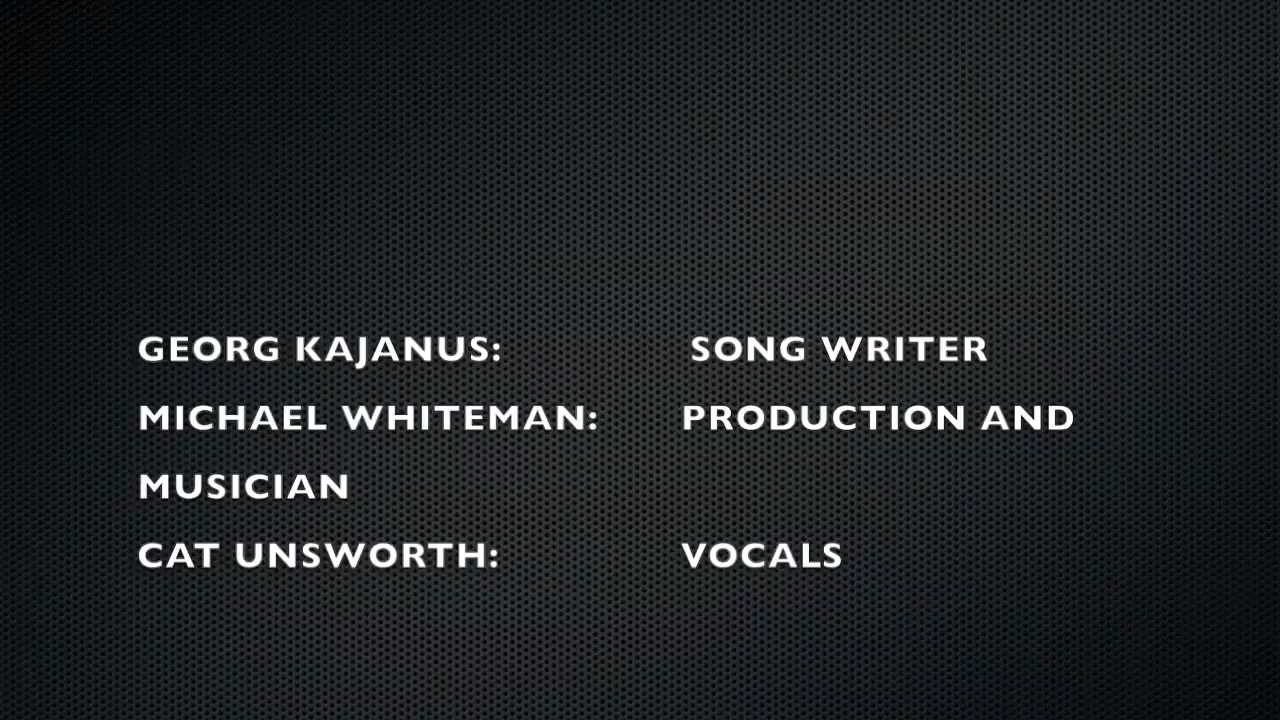 GEORG KAJANUS: SONG WRITER
MICHAEL WHITEMAN: PRODUCTION AND
MUSICIAN
CAT UNSWORTH: VOCALS